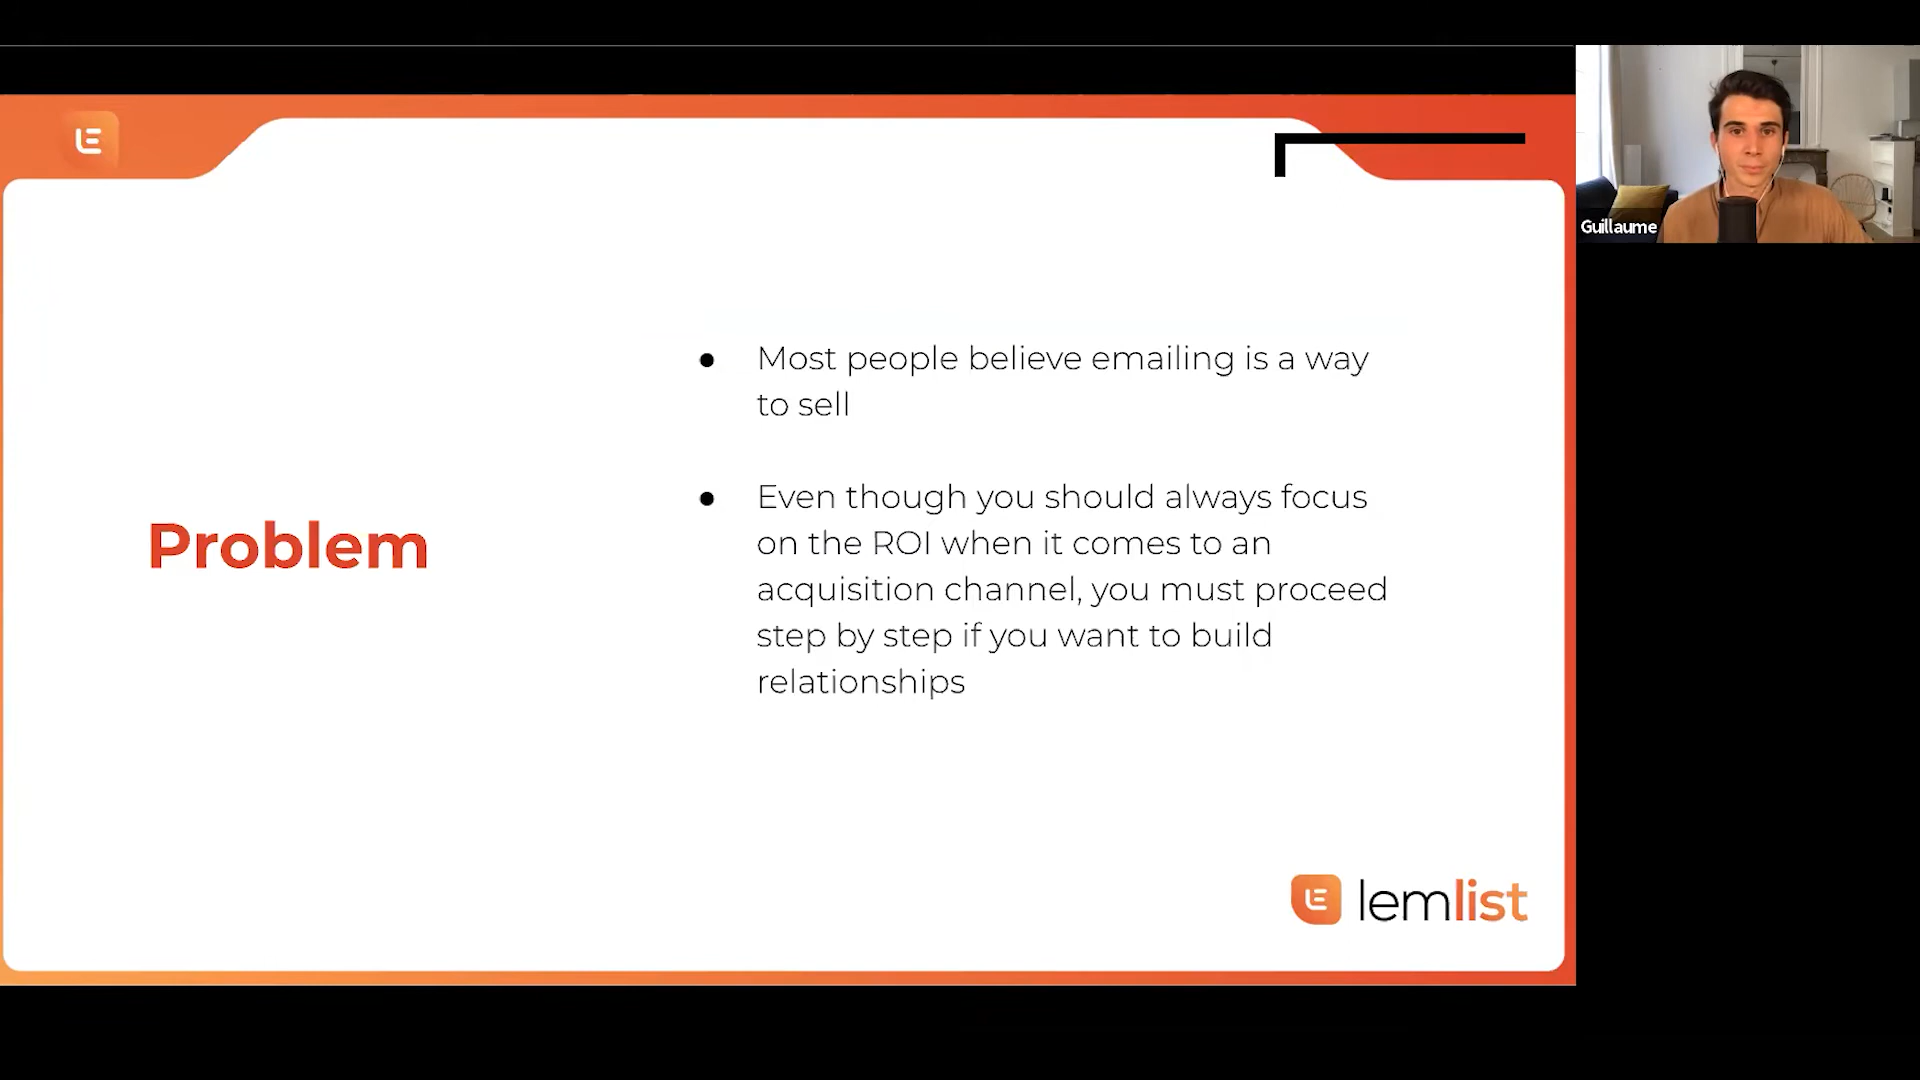 Guillaume
Most people believe emailing is a way
to sell
Problem
Even though you should always focus
on the ROI when it comes to an
acquisition channel, you must proceed
step by step if you want to build
relationships
lemlist